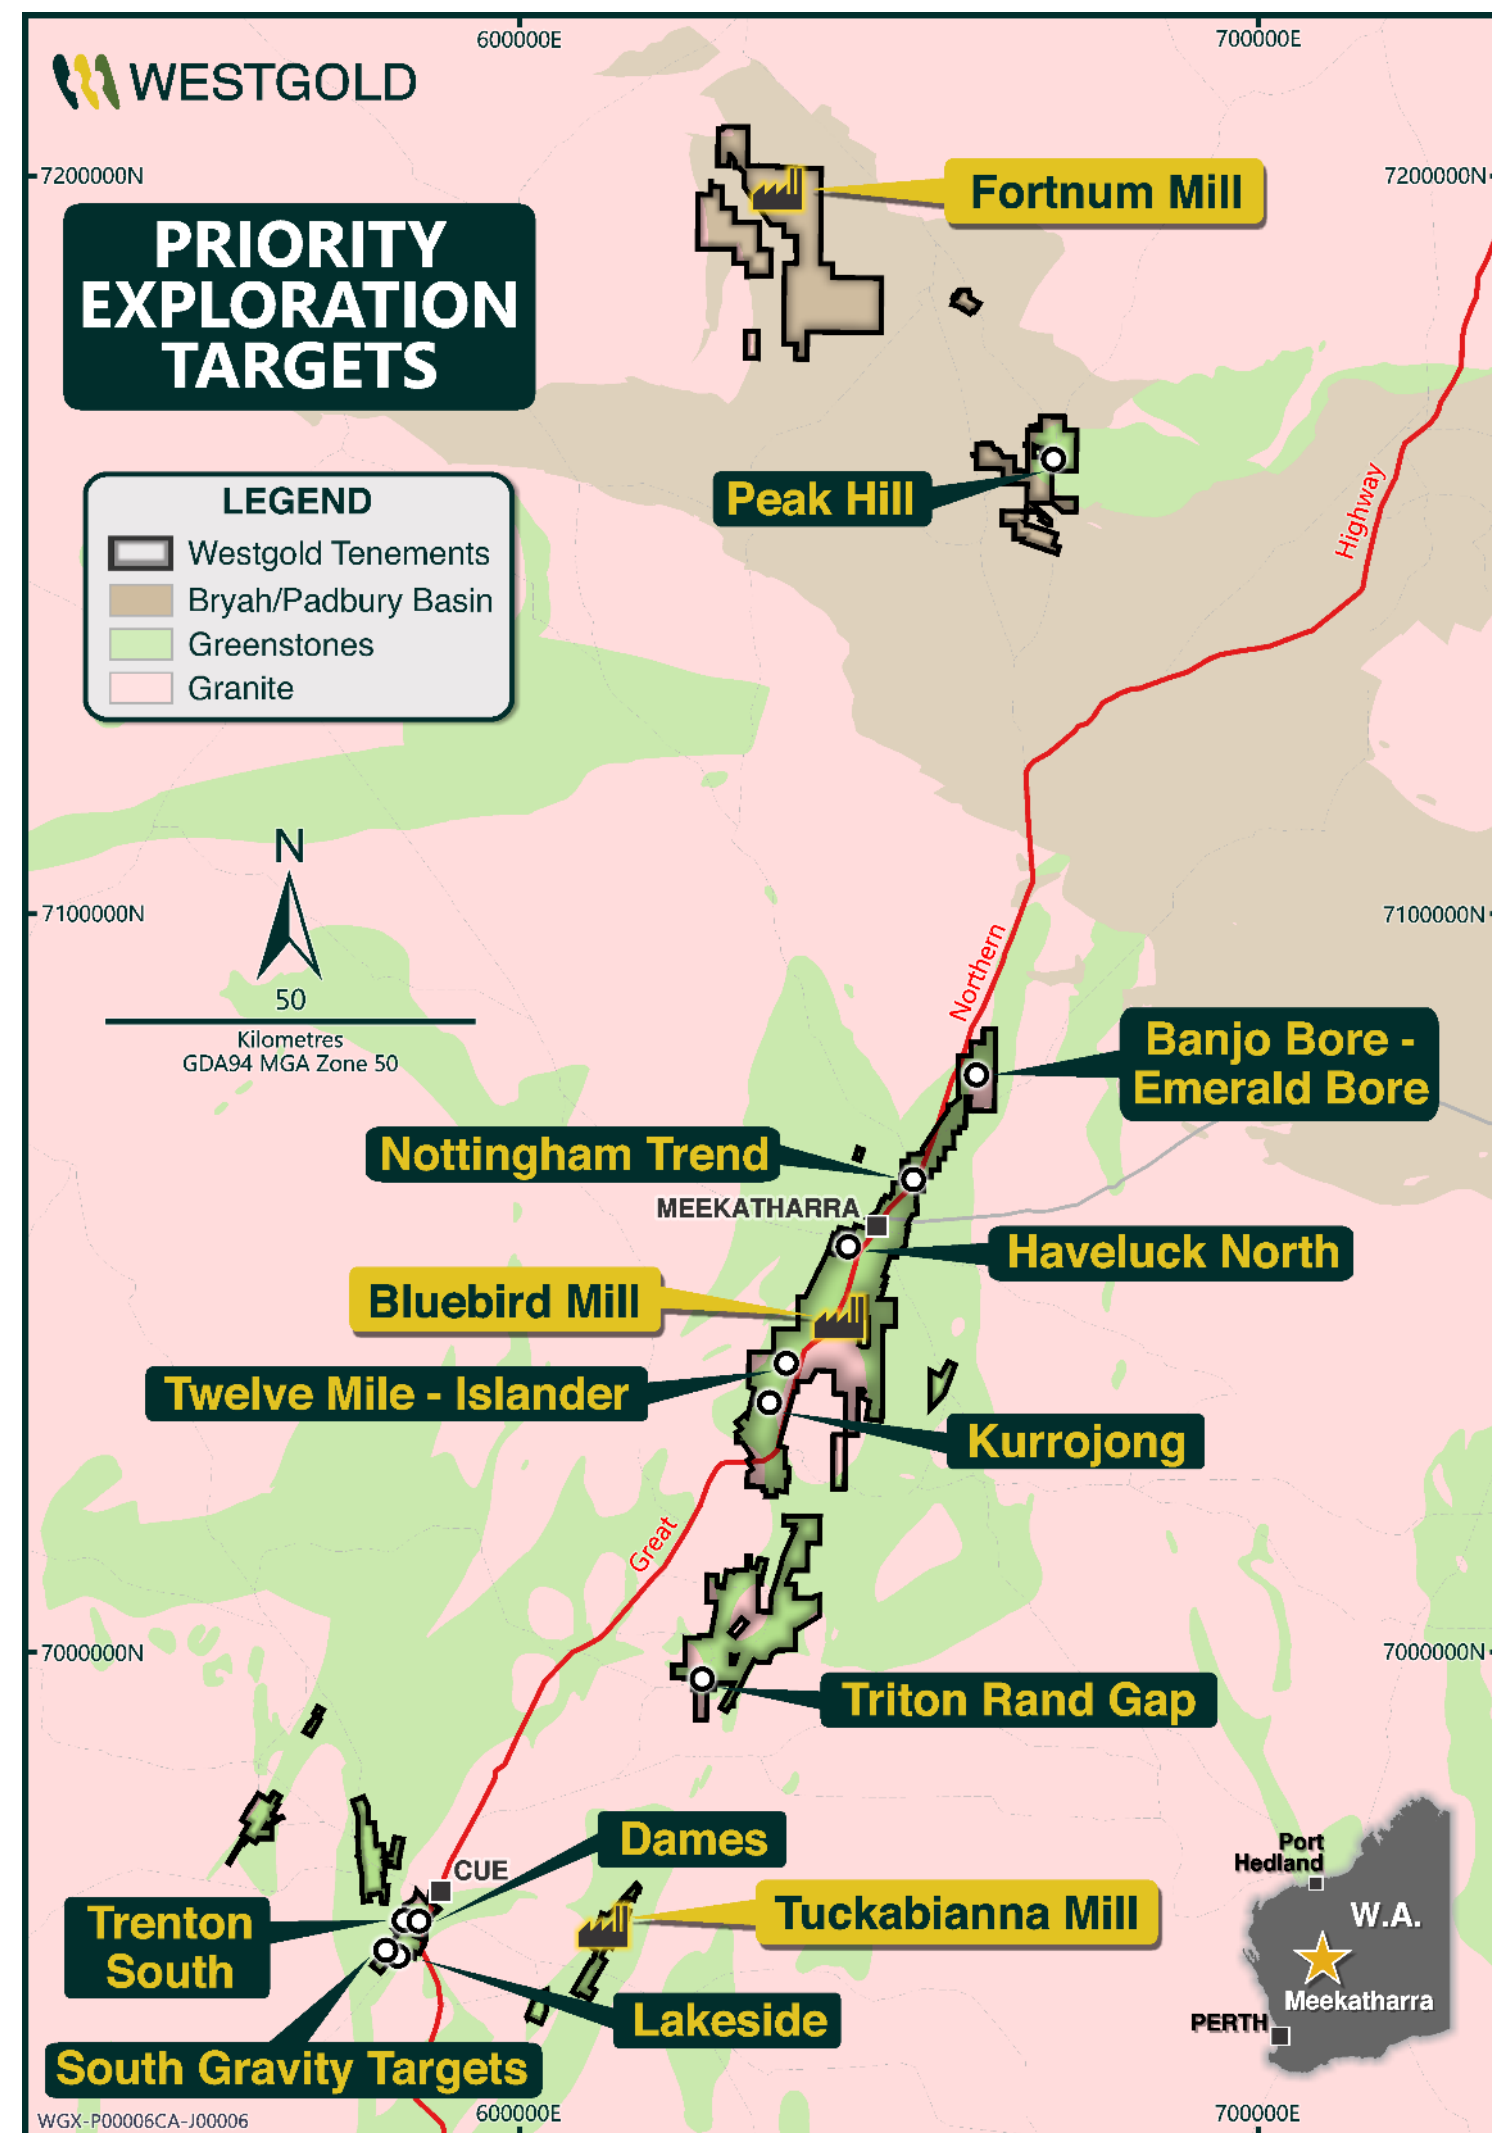 600000E
700000E
WESTGOLD
7200000N
7200000N
Fortnum Mill
PRIORITY
EXPLORATION
TARGETS
Peak Hill
LEGEND
Westgold Tenements
Bryah/Padbury Basin
Greenstones
Granite
Highway
N
7100000N
7100000N
50
Kilometres
GDA94 MGA Zone 50
Northern
Banjo Bore -
Emerald Bore
Nottingham Trend
MEEKATHARRA
Haveluck North
Bluebird Mill
Twelve Mile - Islander
Kurrojong
Great
7000000N
7000000N
Triton Rand Gap
Dames
CUE
Trenton
South
Tuckabianna Mill
Lakeside
South Gravity Targets
Port
Hedland
W.A.
Meekatharra
PERTH
WGX-P00006CA-J00006
600000E
700000E